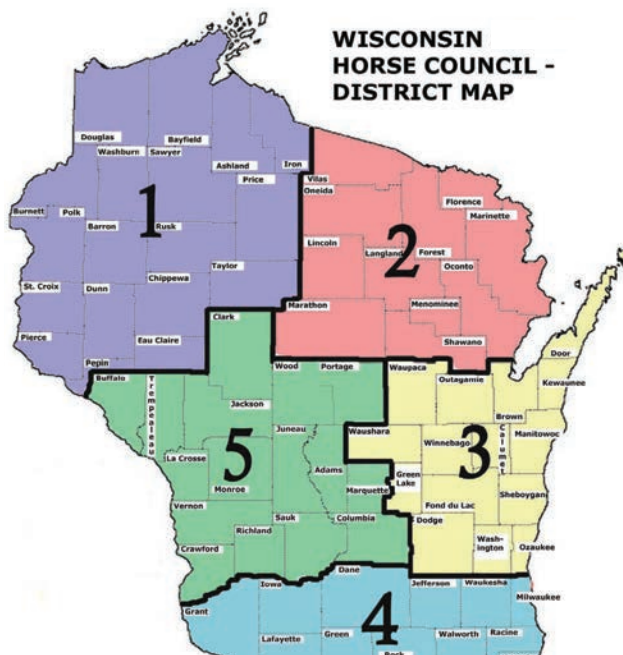 WISCONSIN
HORSE COUNCIL -
DISTRICT MAP
Douglas
Bayfield
Washburn
Sawyer
Ashland
Iron
Price
Burnett
Polk
Barron
Rusk
1
Taylor
Chippewa
St. Croix
Dunn
Pierce
Eau Claire
Pepin
Vilas
Oneida
Florence
Marinette
Lincoln
Langland
Forest
2
Oconto
Marathon
Menominee
Shawano
Clark
Buffalo
Trempealeau
Wood
Portage
Jackson
Juneau
5
La Crosse
Adams
Monroe
Marquette
Vernon
Sauk
Columbia
Richland
Crawford
Door
Kewaunee
Waupaca
Outagamie
Brown
Waushara
Winnebago
3
Calumet
Manitowoc
Green
Lake
Sheboygan
Fond du Lac
Dodge
Wash-
ington
Ozaukee
Dane
Iowa
Jefferson
Waukesha
Milwaukee
Grant
Lafayette
Green
4
Walworth
Racine